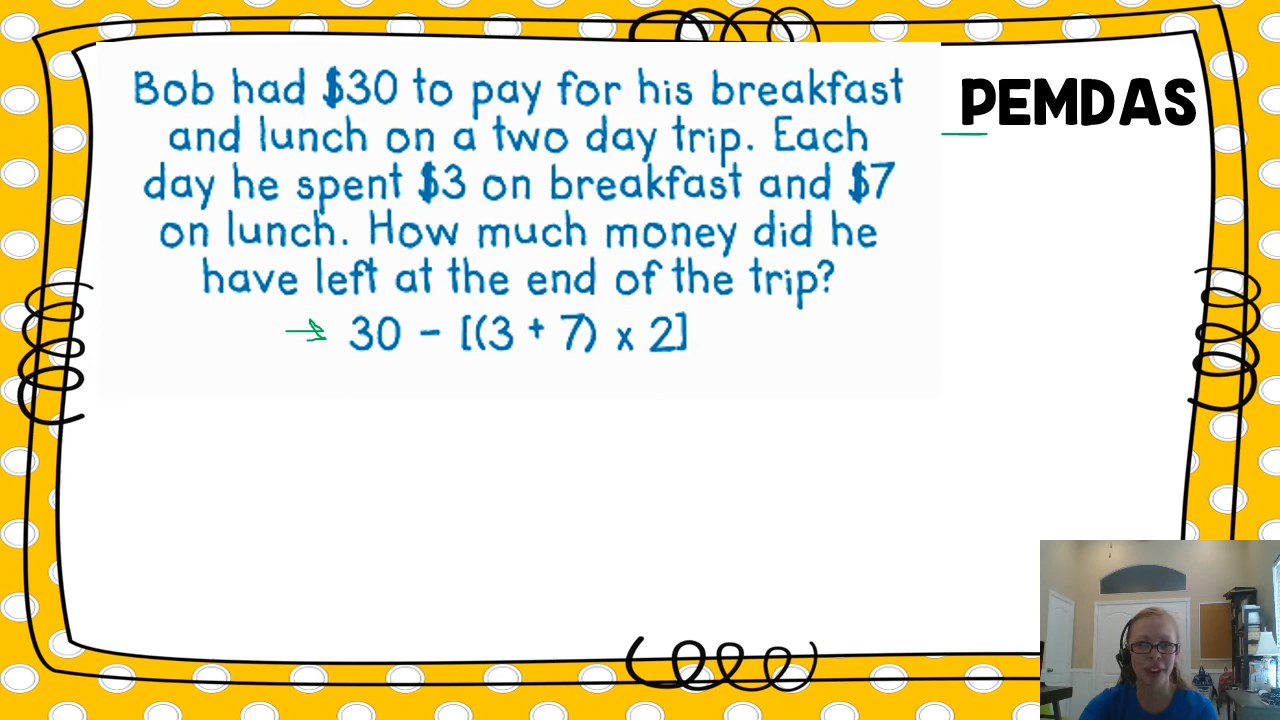 Bob had $30 to pay for his breakfast
and lunch on a two day trip. Each
day he spent $3 on breakfast and $7
on lunch. How much money did he
have left at the end of the trip?
→ 30 - [(3 + 7) x 2]
PEMDAS